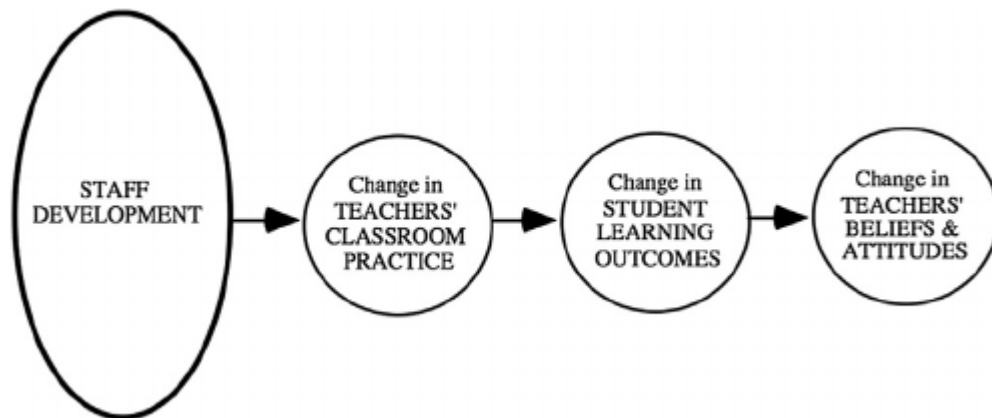 STAFF
DEVELOPMENT
Change in
TEACHERS'
CLASSROOM
PRACTICE
Change in
STUDENT
LEARNING
OUTCOMES
Change in
TEACHERS'
BELIEFS &
ATTITUDES